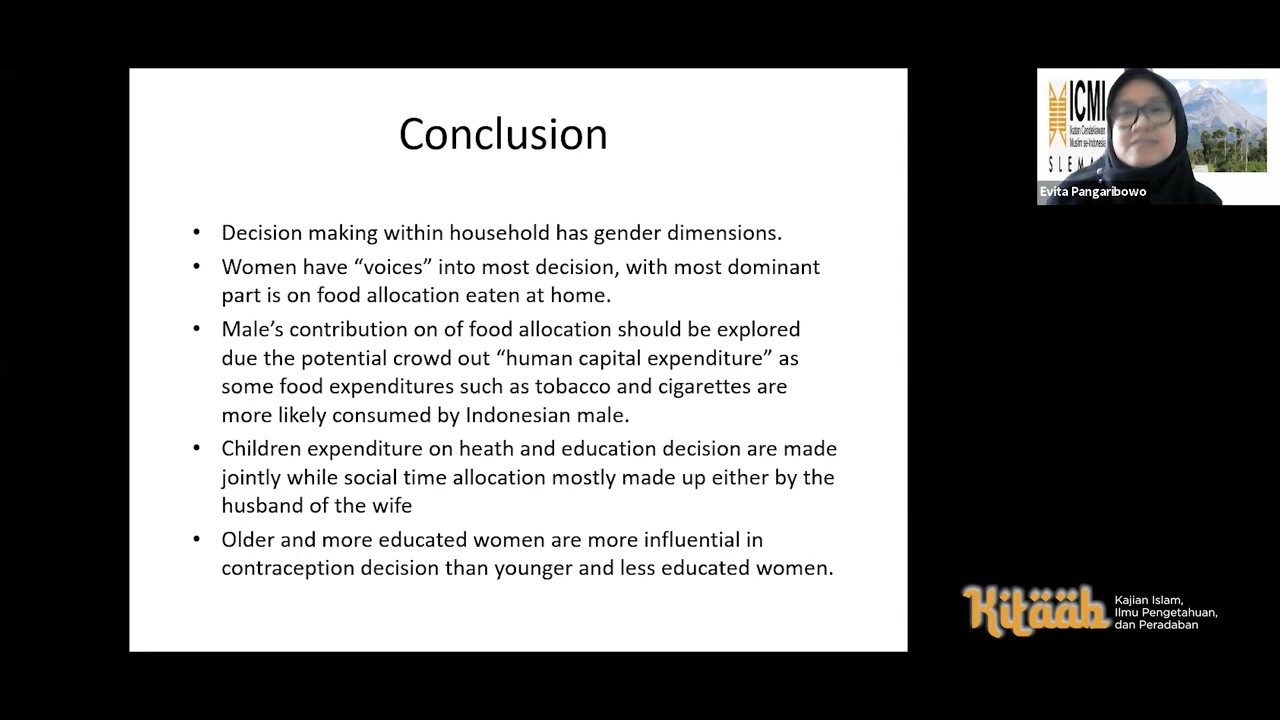 Conclusion
• Decision making within household has gender dimensions.
• Women have “voices” into most decision, with most dominant
part is on food allocation eaten at home.
• Male’s contribution on of food allocation should be explored
due the potential crowd out “human capital expenditure” as
some food expenditures such as tobacco and cigarettes are
more likely consumed by Indonesian male.
• Children expenditure on heath and education decision are made
jointly while social time allocation mostly made up either by the
husband of the wife
• Older and more educated women are more influential in
contraception decision than younger and less educated women.
ICMI
Ikatan Cendekiawan
Muslim se-Indonesia
SLEM
Evita Pangaribowo
Kitääb
Kajian Islam,
Ilmu Pengetahuan,
dan Peradaban